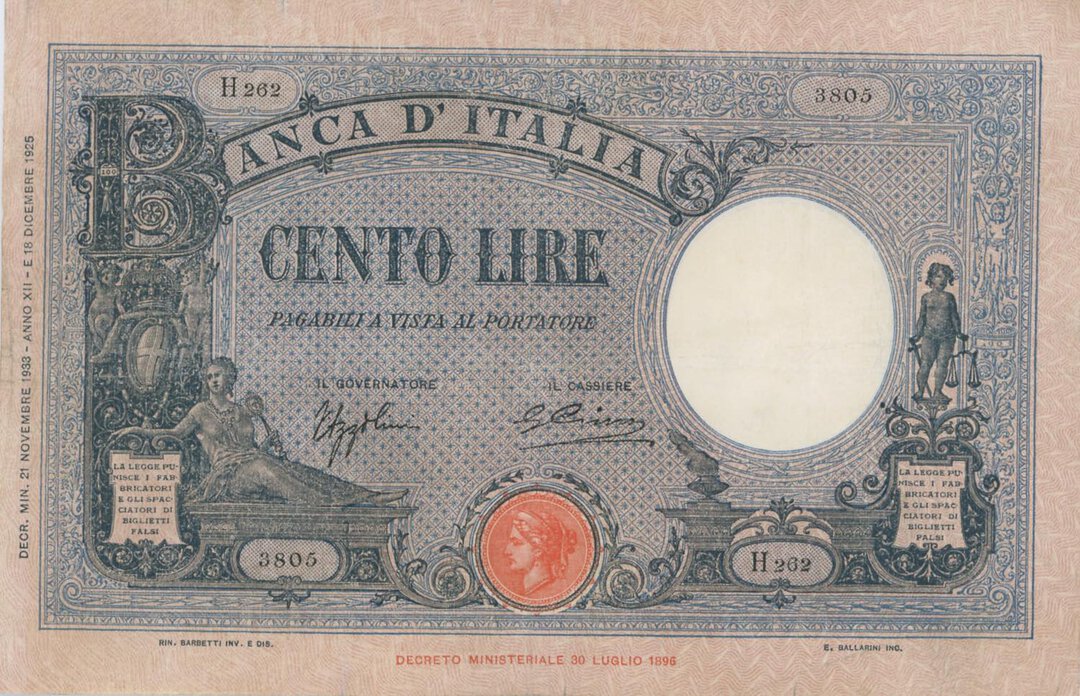 H 262
3805
BANCA D' ITALIA
100
CENTO LIRE
PAGABILI A VISTA AL PORTATORE
IL GOVERNATORE
IL CASSIERE
LA LEGGE PU-
NISCE I FAB-
BRICATORI
E GLI SPAC-
CIATORI DI
BIGLIETTI
FALSI
LA LEGGE PU-
NISCE I FAB-
BRICATORI
E GLI SPAC-
CIATORI DI
BIGLIETTI
FALSI
3805
H 262
DECR. MIN. 21 NOVEMBRE 1933 - ANNO XII - E 18 DICEMBRE 1925
RIN. BARBETTI INV. E DIS.
E. BALLARINI INC.
DECRETO MINISTERIALE 30 LUGLIO 1896